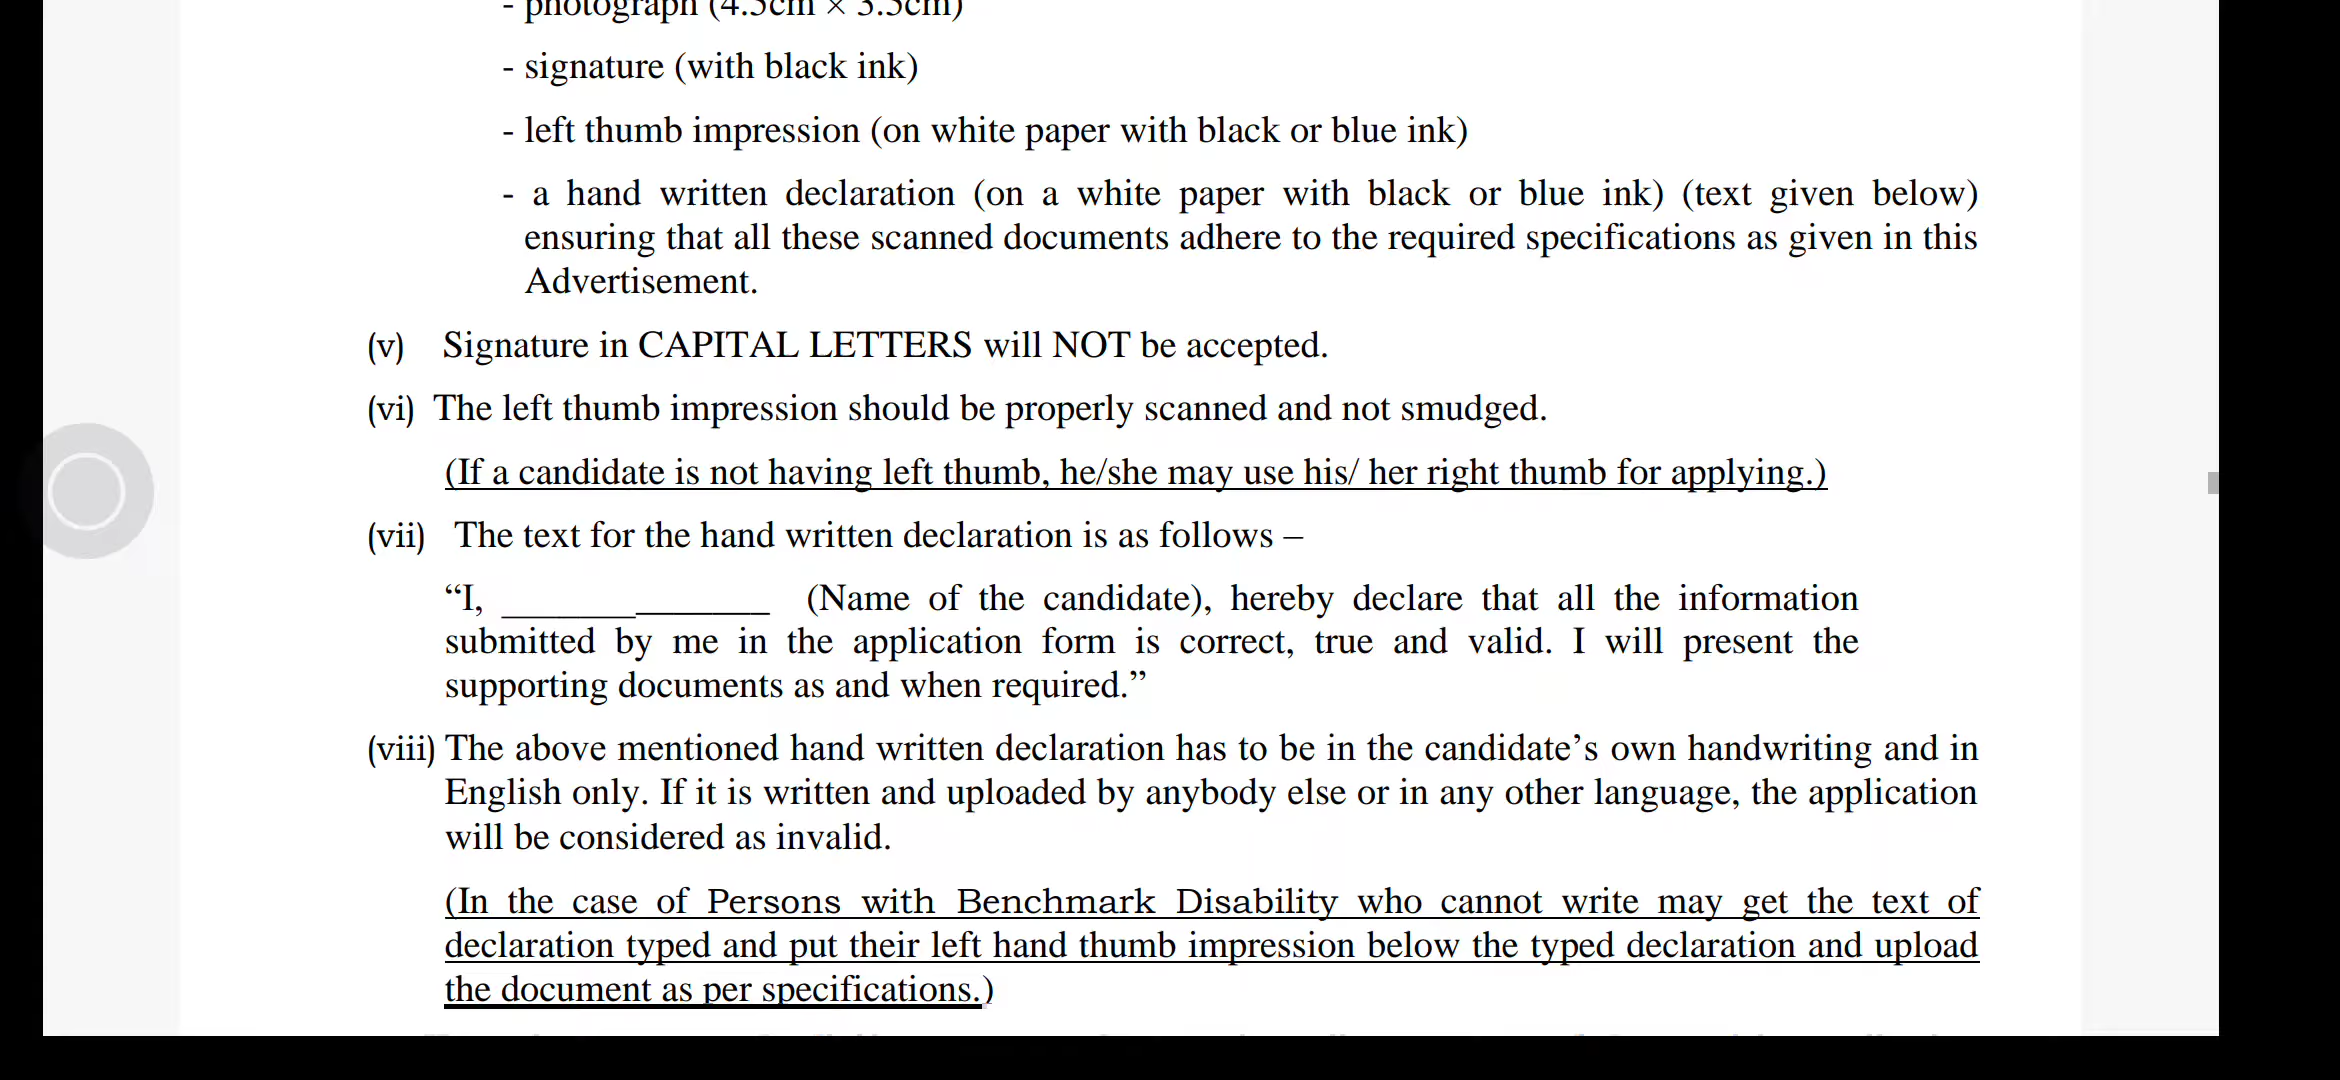 - photograph (4.5cm × 3.5cm)
- signature (with black ink)
- left thumb impression (on white paper with black or blue ink)
- a hand written declaration (on a white paper with black or blue ink) (text given below)
ensuring that all these scanned documents adhere to the required specifications as given in this
Advertisement.
(v) Signature in CAPITAL LETTERS will NOT be accepted.
(vi) The left thumb impression should be properly scanned and not smudged.
(If a candidate is not having left thumb, he/she may use his/ her right thumb for applying.)
(vii) The text for the hand written declaration is as follows –
“I, ______________ (Name of the candidate), hereby declare that all the information
submitted by me in the application form is correct, true and valid. I will present the
supporting documents as and when required.”
(viii) The above mentioned hand written declaration has to be in the candidate’s own handwriting and in
English only. If it is written and uploaded by anybody else or in any other language, the application
will be considered as invalid.
(In the case of Persons with Benchmark Disability who cannot write may get the text of
declaration typed and put their left hand thumb impression below the typed declaration and upload
the document as per specifications.)